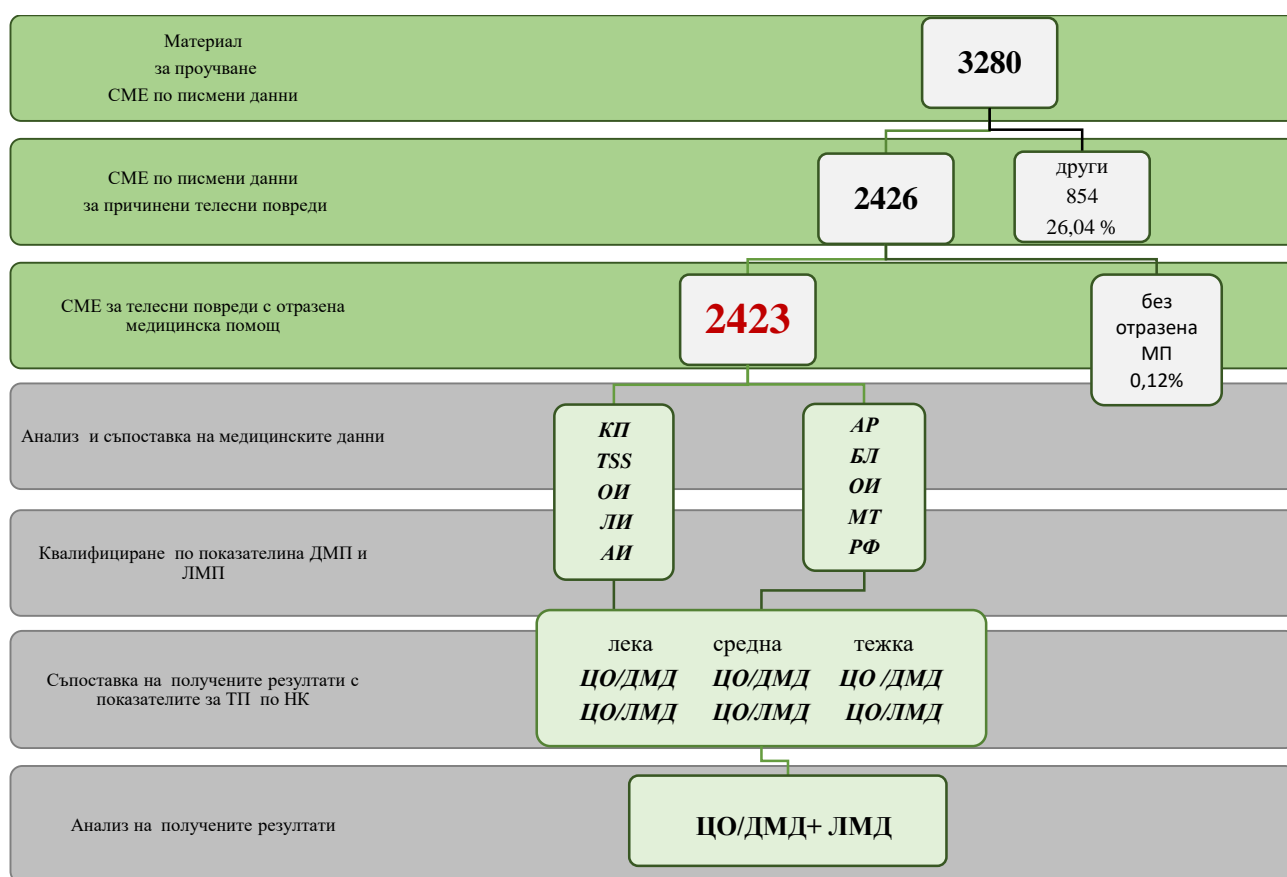 Материал
за проучване
СМЕ по писмени данни
3280
СМЕ по писмени данни
за причинени телесни повреди
2426
други
854
26,04 %
СМЕ за телесни повреди с отразена
медицинска помощ
2423
без
отразена
МП
0,12%
Анализ и съпоставка на медицинските данни
КП
TSS
ОИ
ЛИ
АИ
АР
БЛ
ОИ
МТ
РФ
Квалифициране по показателина ДМП и
ЛМП
Съпоставка на получените резултати с
показателите за ТП по НК
лека средна тежка
ЦО/ДМД ЦО/ДМД ЦО /ДМД
ЦО/ЛМД ЦО/ЛМД ЦО/ЛМД
Анализ на получените резултати
ЦО/ДМД+ ЛМД